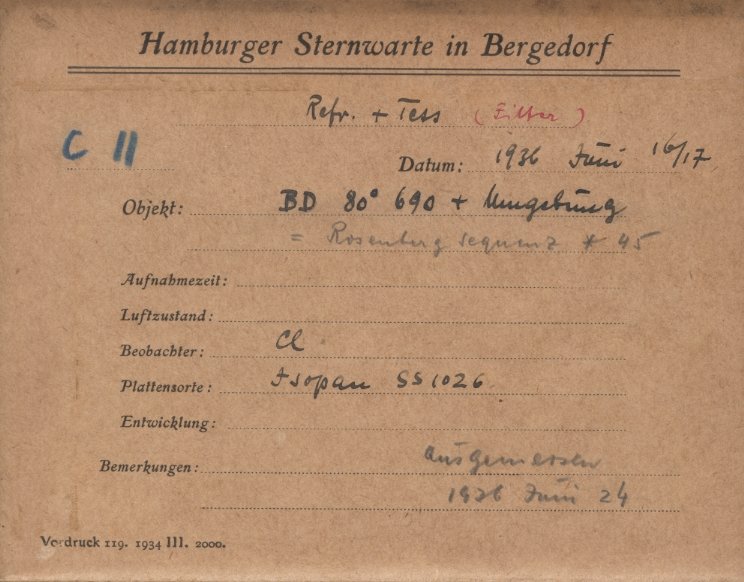 Hamburger Sternwarte in Bergedorf
Refr. + Tess (Filter)
C II
Datum: 1936 Juni 16/17
Objekt: BD 80° 690 + Umgebung
= Rosenberg sequenz * 45
Aufnahmezeit:
Luftzustand:
Beobachter: Cl
Plattensorte: Isopan SS 1026
Entwicklung:
Bemerkungen: ausgemessen
1936 Juni 24
Vordruck 119. 1934 III. 2000.